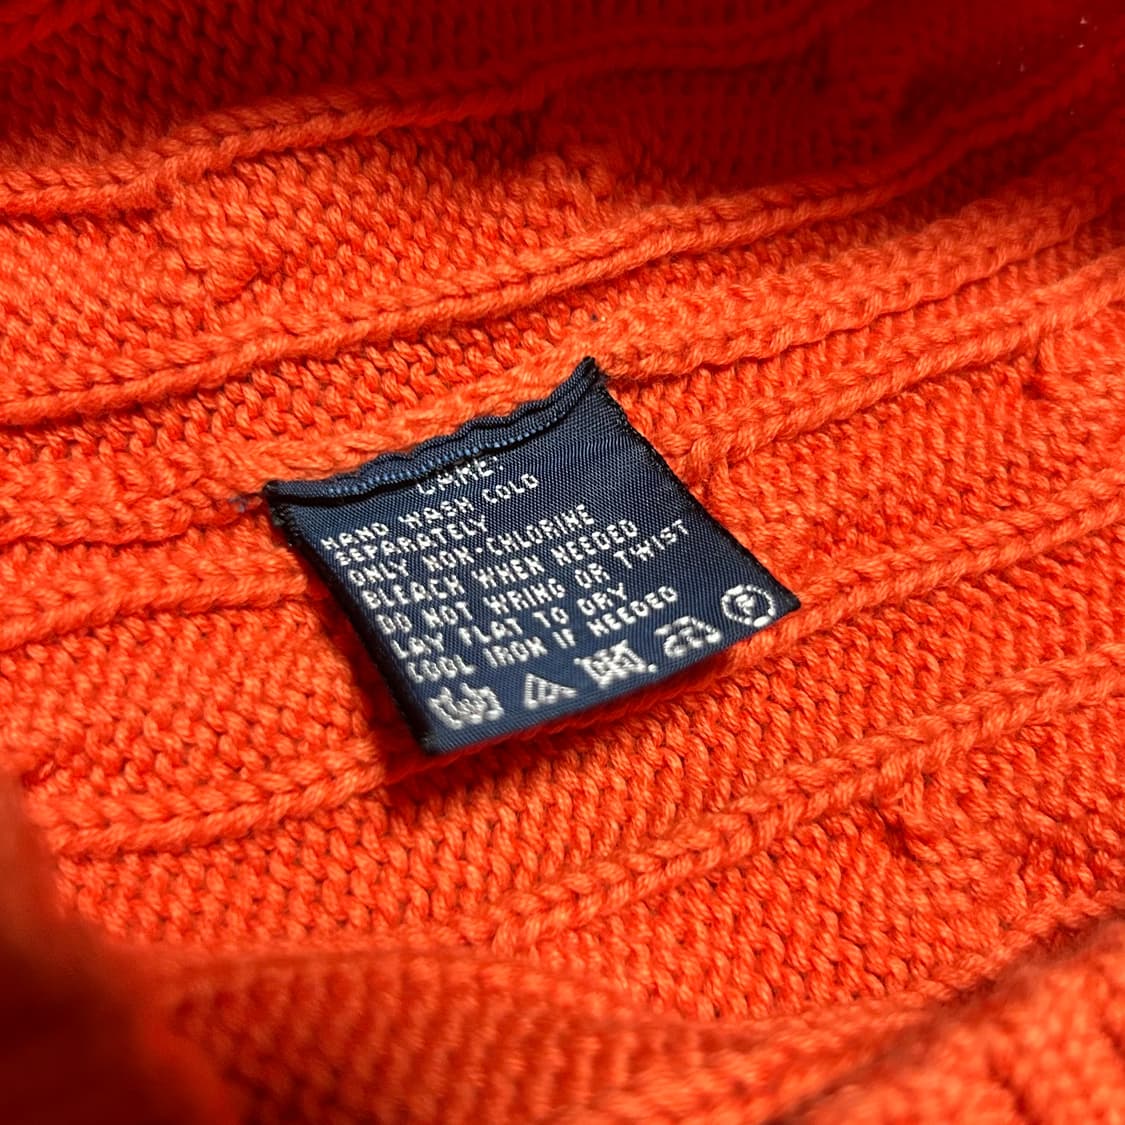 CARE:
HAND WASH COLD
SEPARATELY
ONLY NON-CHLORINE
BLEACH WHEN NEEDED
DO NOT WRING OR TWIST
LAY FLAT TO DRY
COOL IRON IF NEEDED
P